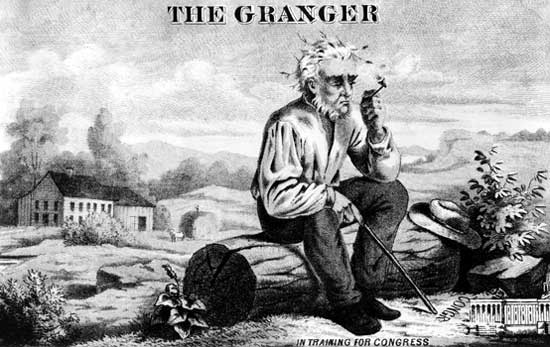 THE GRANGER
IN TRAINING FOR CONGRESS.